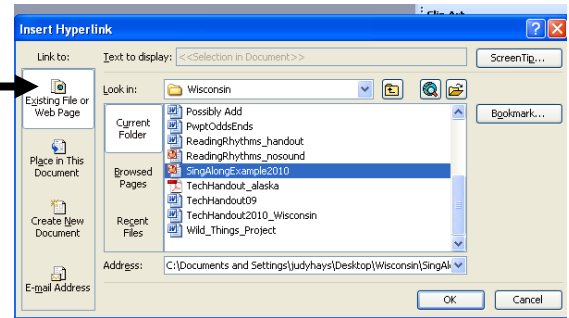 Clip Art
Insert Hyperlink
Link to:
Text to display: <<Selection in Document>>
ScreenTip...
Existing File or
Web Page
Look in: Wisconsin
Bookmark...
Current
Folder
Possibly Add
PwptOddsEnds
ReadingRhythms_handout
ReadingRhythms_nosound
SingAlongExample2010
TechHandout_alaska
TechHandout09
TechHandout2010_Wisconsin
Wild_Things_Project
Place in This
Document
Browsed
Pages
Create New
Document
Recent
Files
E-mail Address
Address: C:\Documents and Settings\judyhays\Desktop\Wisconsin\SingAl
OK
Cancel